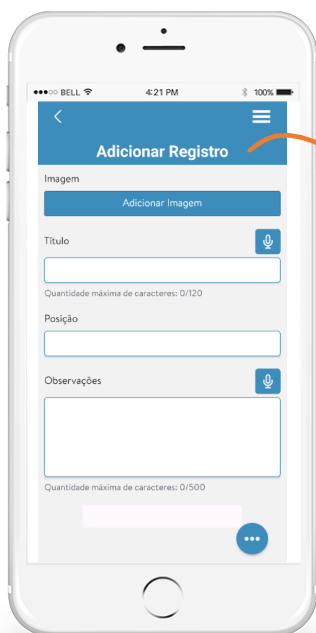 ●●●○○ BELL 4:21 PM 100%
Adicionar Registro
Imagem
Adicionar Imagem
Título
Quantidade máxima de caracteres: 0/120
Posição
Observações
Quantidade máxima de caracteres: 0/500